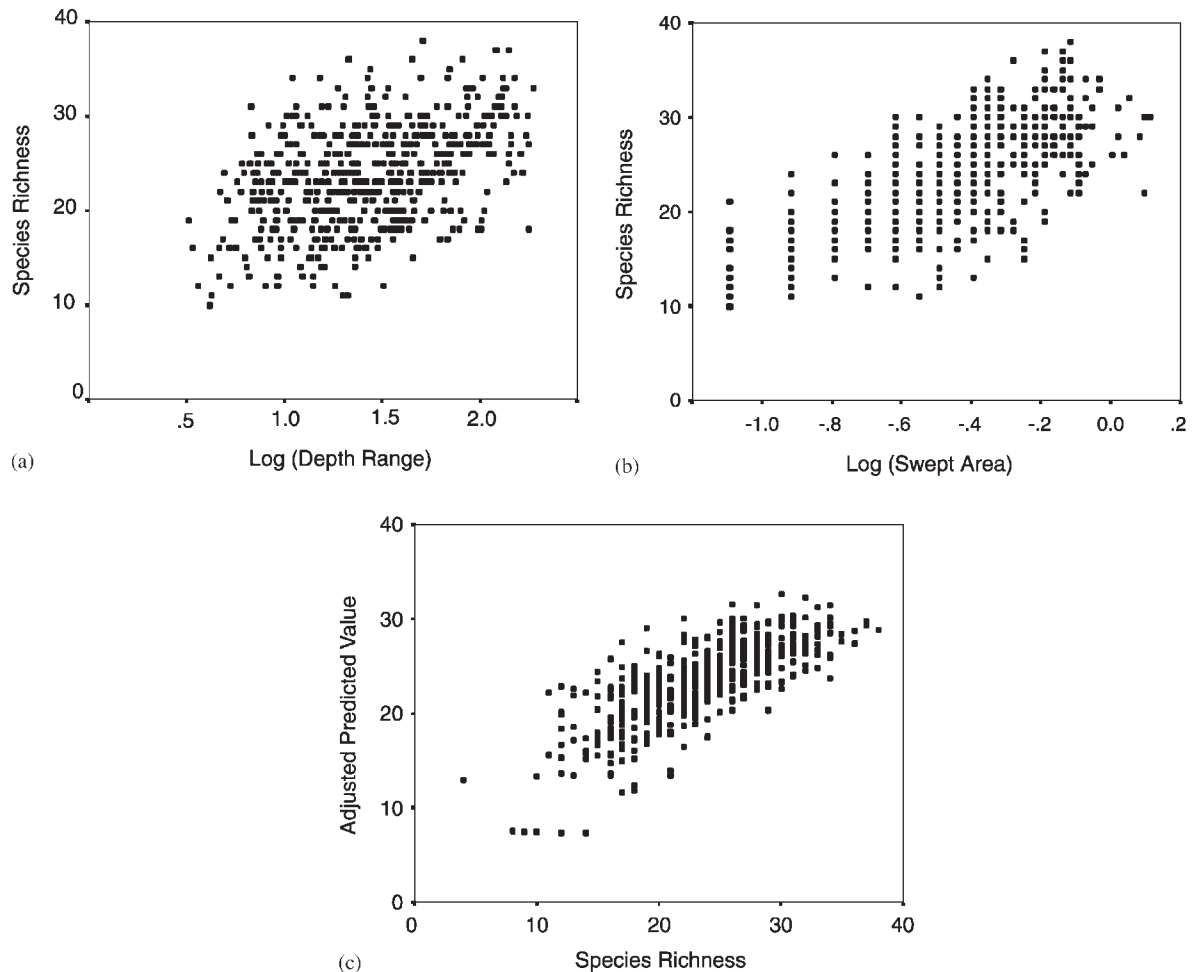 40
30
20
10
0
Species Richness
.5 1.0 1.5 2.0
Log (Depth Range)
(a)
40
30
20
10
0
Species Richness
-1.0 -.8 -.6 -.4 -.2 0.0 .2
Log (Swept Area)
(b)
40
30
20
10
0
Adjusted Predicted Value
0 10 20 30 40
Species Richness
(c)